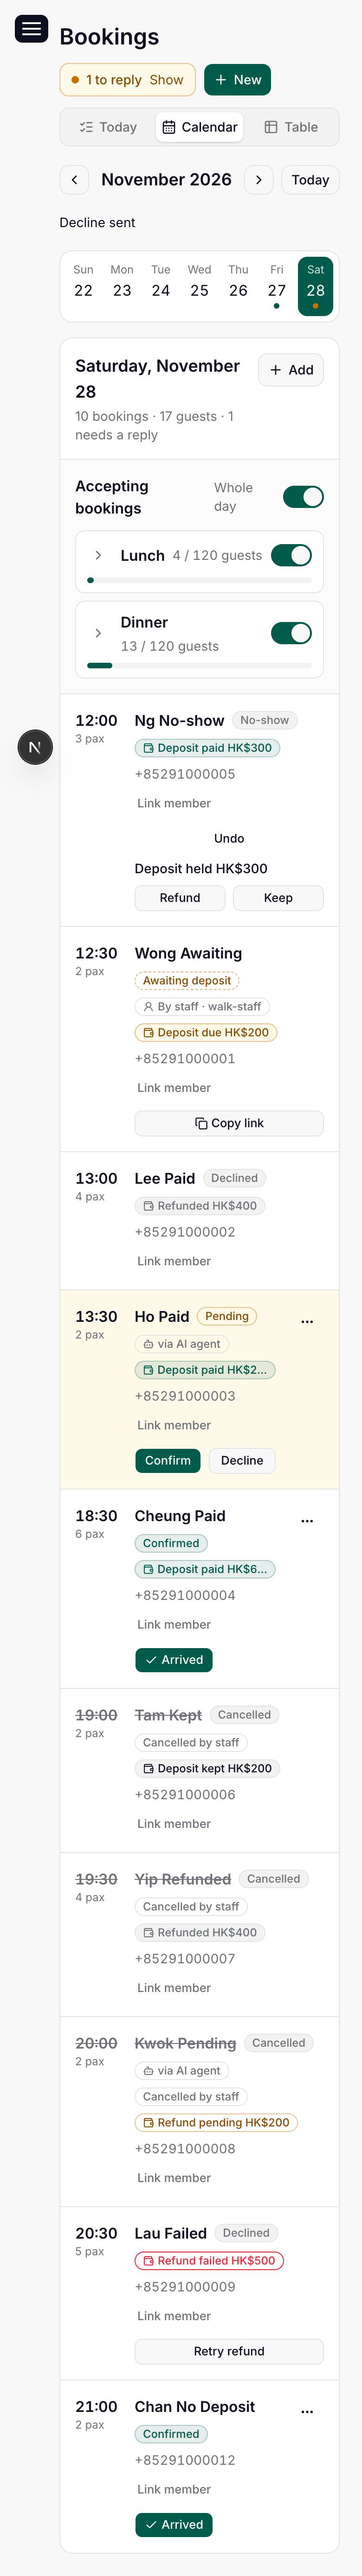 Bookings
1 to reply Show
+ New
Today
Calendar
Table
November 2026
Today
Decline sent
Sun Mon Tue Wed Thu Fri Sat
22 23 24 25 26 27 28
Saturday, November
28
+ Add
10 bookings · 17 guests · 1
needs a reply
Accepting
bookings
Whole
day
Lunch 4 / 120 guests
Dinner
13 / 120 guests
12:00 Ng No-show No-show
3 pax
Deposit paid HK$300
+85291000005
Link member
Undo
Deposit held HK$300
Refund Keep
N
12:30 Wong Awaiting
2 pax
Awaiting deposit
By staff · walk-staff
Deposit due HK$200
+85291000001
Link member
Copy link
13:00 Lee Paid Declined
4 pax
Refunded HK$400
+85291000002
Link member
13:30 Ho Paid Pending ...
2 pax
via AI agent
Deposit paid HK$2...
+85291000003
Link member
Confirm Decline
18:30 Cheung Paid ...
6 pax
Confirmed
Deposit paid HK$6...
+85291000004
Link member
Arrived
19:00 Tam Kept Cancelled
2 pax
Cancelled by staff
Deposit kept HK$200
+85291000006
Link member
19:30 Yip Refunded Cancelled
4 pax
Cancelled by staff
Refunded HK$400
+85291000007
Link member
20:00 Kwok Pending Cancelled
2 pax
via AI agent
Cancelled by staff
Refund pending HK$200
+85291000008
Link member
20:30 Lau Failed Declined
5 pax
Refund failed HK$500
+85291000009
Link member
Retry refund
21:00 Chan No Deposit ...
2 pax
Confirmed
+85291000012
Link member
Arrived